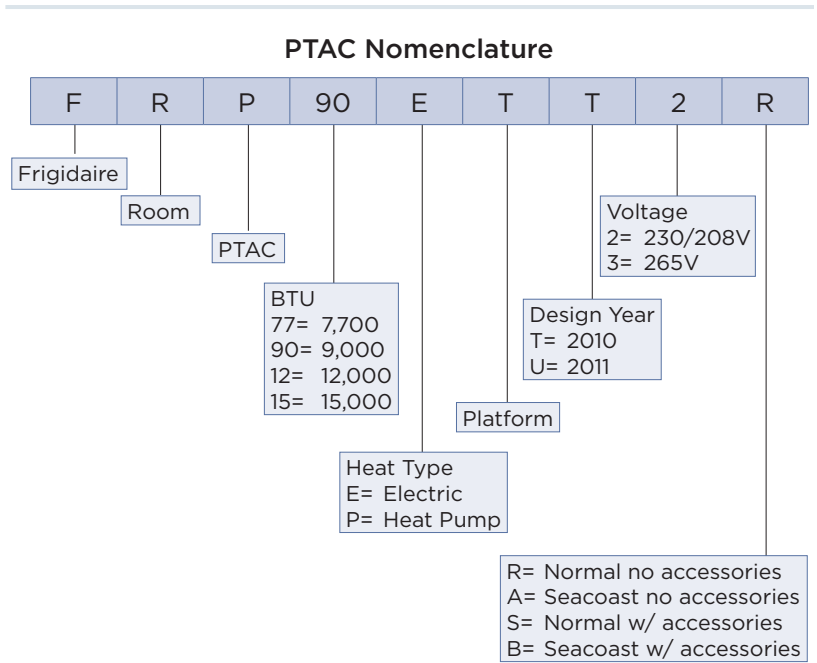 PTAC Nomenclature
F R P 90 E T T 2 R
Frigidaire
Room
PTAC
BTU
77= 7,700
90= 9,000
12= 12,000
15= 15,000
Heat Type
E= Electric
P= Heat Pump
Platform
Design Year
T= 2010
U= 2011
Voltage
2= 230/208V
3= 265V
R= Normal no accessories
A= Seacoast no accessories
S= Normal w/ accessories
B= Seacoast w/ accessories